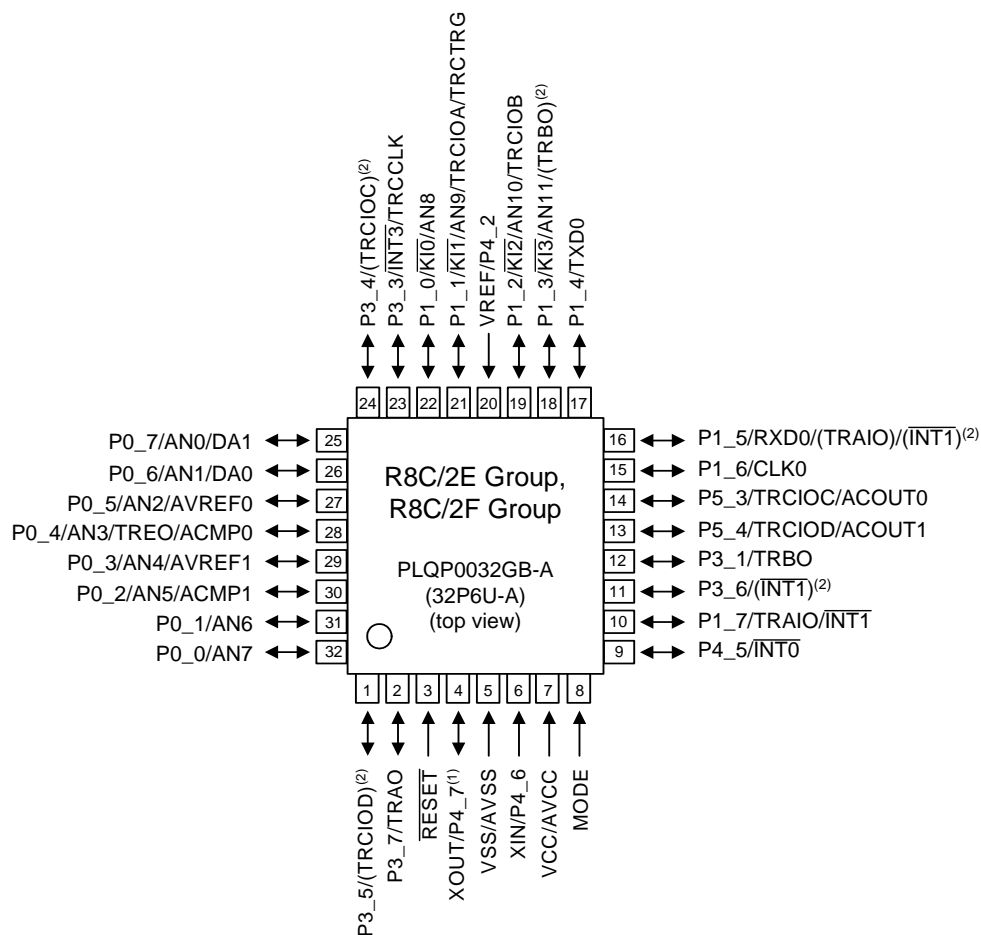 P3_4/(TRCIOC)(2)
P3_3/INT3/TRCCLK
P1_0/KI0/AN8
P1_1/KI1/AN9/TRCIOA/TRCTRG
VREF/P4_2
P1_2/KI2/AN10/TRCIOB
P1_3/KI3/AN11/(TRBO)(2)
P1_4/TXD0
24 23 22 21 20 19 18 17
P0_7/AN0/DA1 25
P0_6/AN1/DA0 26
P0_5/AN2/AVREF0 27
P0_4/AN3/TREO/ACMP0 28
P0_3/AN4/AVREF1 29
P0_2/AN5/ACMP1 30
P0_1/AN6 31
P0_0/AN7 32
R8C/2E Group,
R8C/2F Group
PLQP0032GB-A
(32P6U-A)
(top view)
16 P1_5/RXD0/(TRAIO)/(INT1)(2)
15 P1_6/CLK0
14 P5_3/TRCIOC/ACOUT0
13 P5_4/TRCIOD/ACOUT1
12 P3_1/TRBO
11 P3_6/(INT1)(2)
10 P1_7/TRAIO/INT1
9 P4_5/INT0
1 2 3 4 5 6 7 8
P3_5/(TRCIOD)(2)
P3_7/TRAO
RESET
XOUT/P4_7(1)
VSS/AVSS
XIN/P4_6
VCC/AVCC
MODE